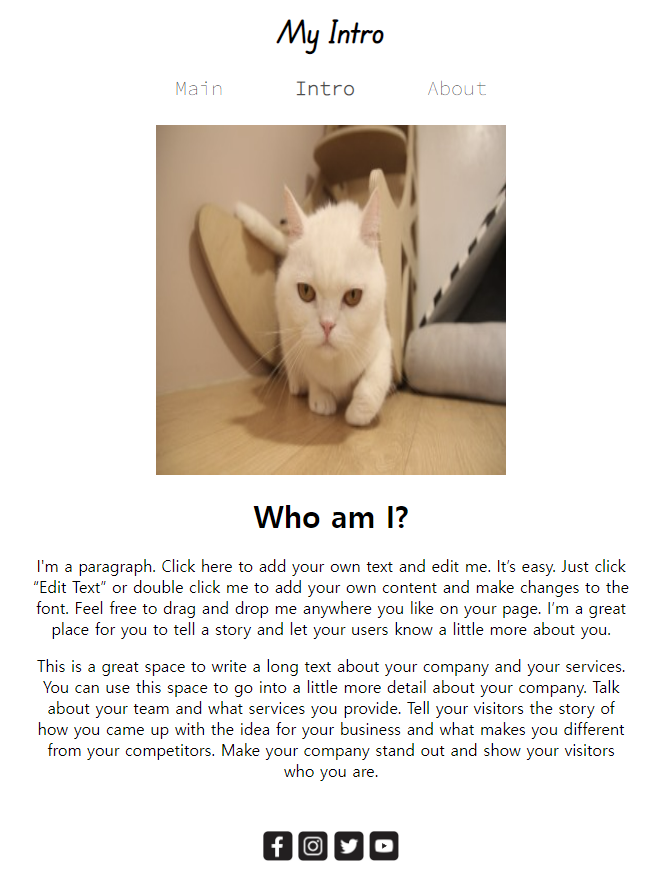 My Intro
Main Intro About
Who am I?
I'm a paragraph. Click here to add your own text and edit me. It’s easy. Just click
“Edit Text” or double click me to add your own content and make changes to the
font. Feel free to drag and drop me anywhere you like on your page. I’m a great
place for you to tell a story and let your users know a little more about you.
This is a great space to write a long text about your company and your services.
You can use this space to go into a little more detail about your company. Talk
about your team and what services you provide. Tell your visitors the story of
how you came up with the idea for your business and what makes you different
from your competitors. Make your company stand out and show your visitors
who you are.